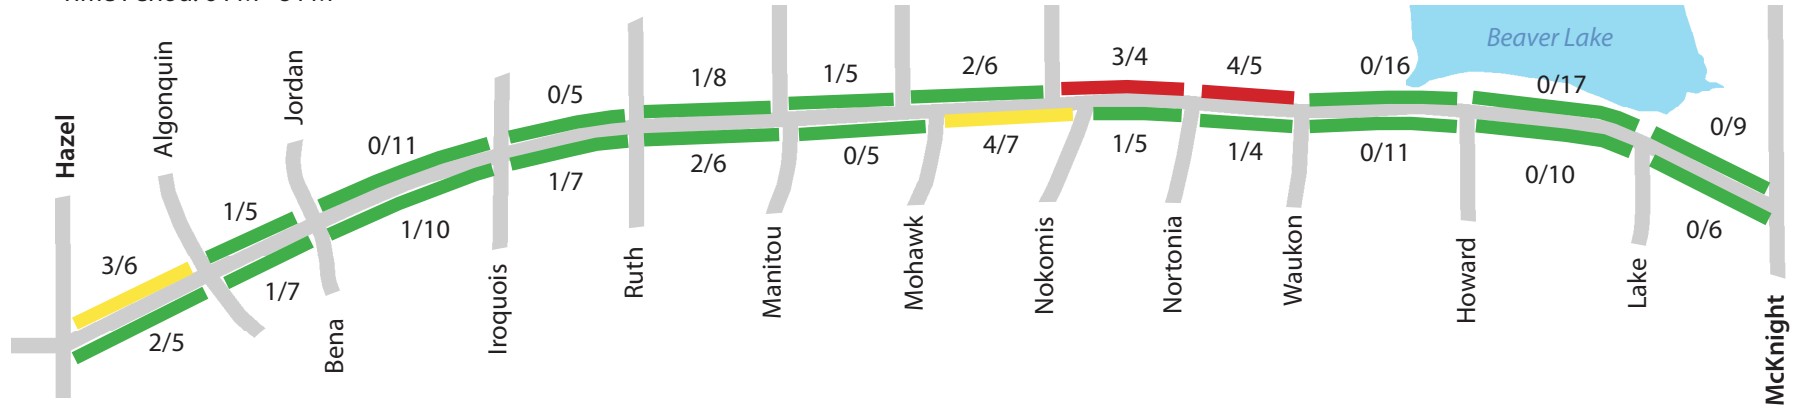 Beaver Lake
Hazel
Algonquin
Jordan
3/6
1/5
0/11
0/5
1/8
1/5
2/6
3/4
4/5
0/16
0/17
0/9
2/5
1/7
1/10
1/7
2/6
0/5
4/7
1/5
1/4
0/11
0/10
0/6
Bena
Iroquois
Ruth
Manitou
Mohawk
Nokomis
Nortonia
Waukon
Howard
Lake
McKnight